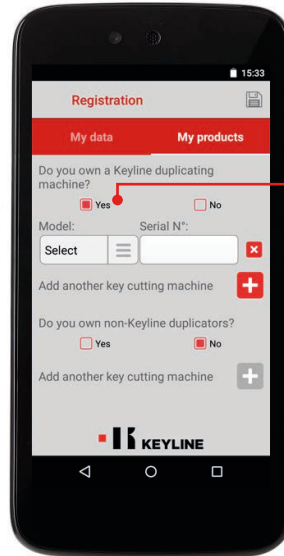 15:33
Registration
My data My products
Do you own a Keyline duplicating
machine?
Yes No
Model: Serial N°:
Select
Add another key cutting machine
Do you own non-Keyline duplicators?
Yes No
Add another key cutting machine
KEYLINE